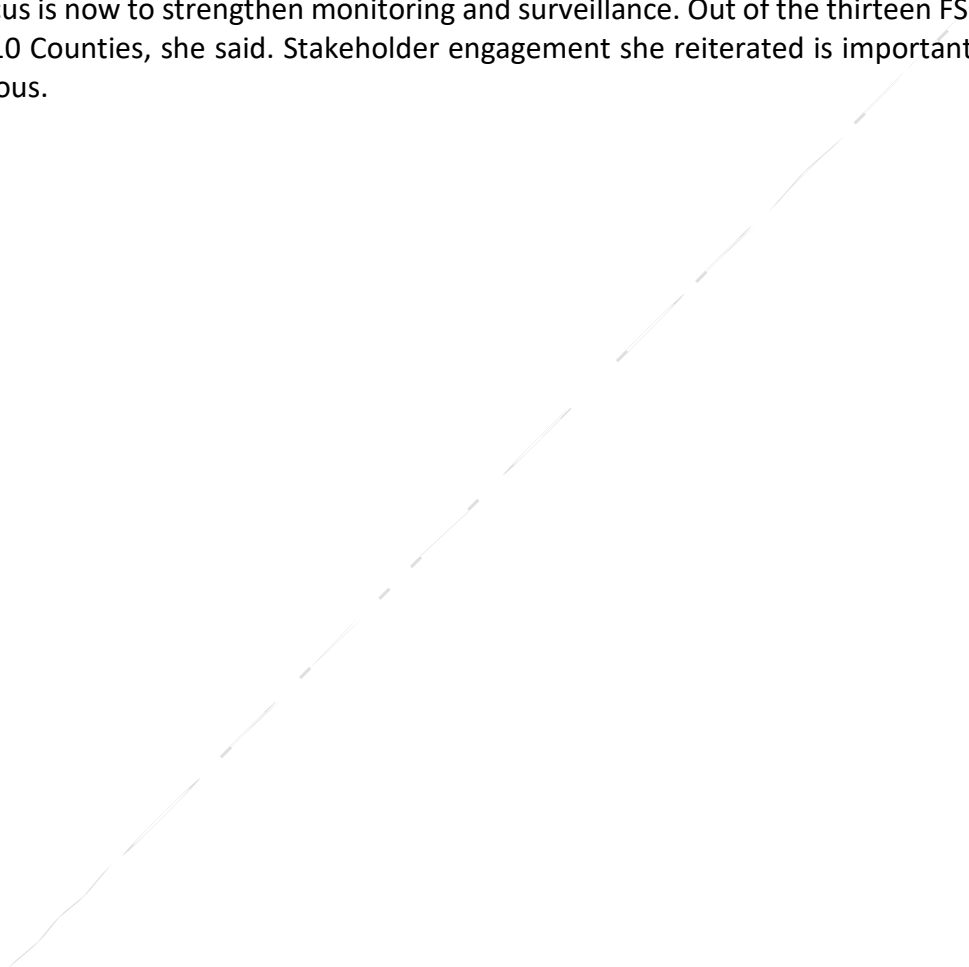 cus is now to strengthen monitoring and surveillance. Out of the thirteen FS
10 Counties, she said. Stakeholder engagement she reiterated is important
ous.